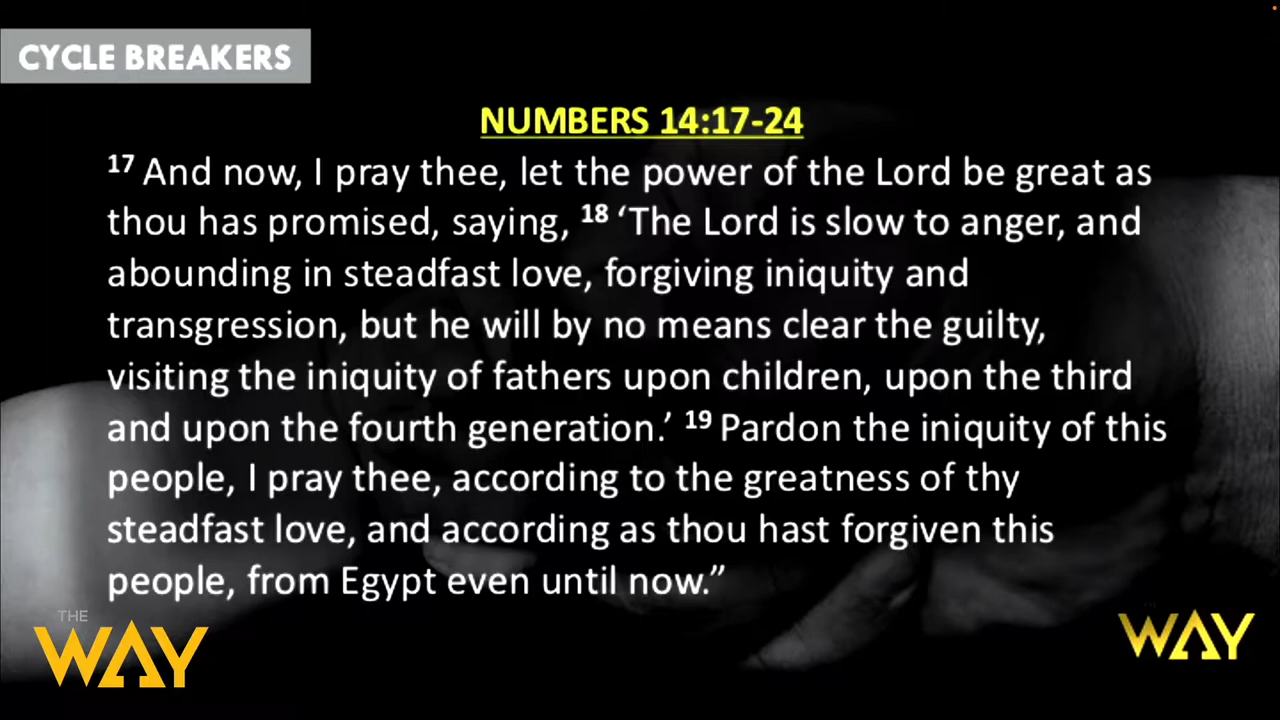 CYCLE BREAKERS
NUMBERS 14:17-24
17 And now, I pray thee, let the power of the Lord be great as
thou has promised, saying, 18 ‘The Lord is slow to anger, and
abounding in steadfast love, forgiving iniquity and
transgression, but he will by no means clear the guilty,
visiting the iniquity of fathers upon children, upon the third
and upon the fourth generation.’ 19 Pardon the iniquity of this
people, I pray thee, according to the greatness of thy
steadfast love, and according as thou hast forgiven this
people, from Egypt even until now.”
THE
WAY
THE
WAY